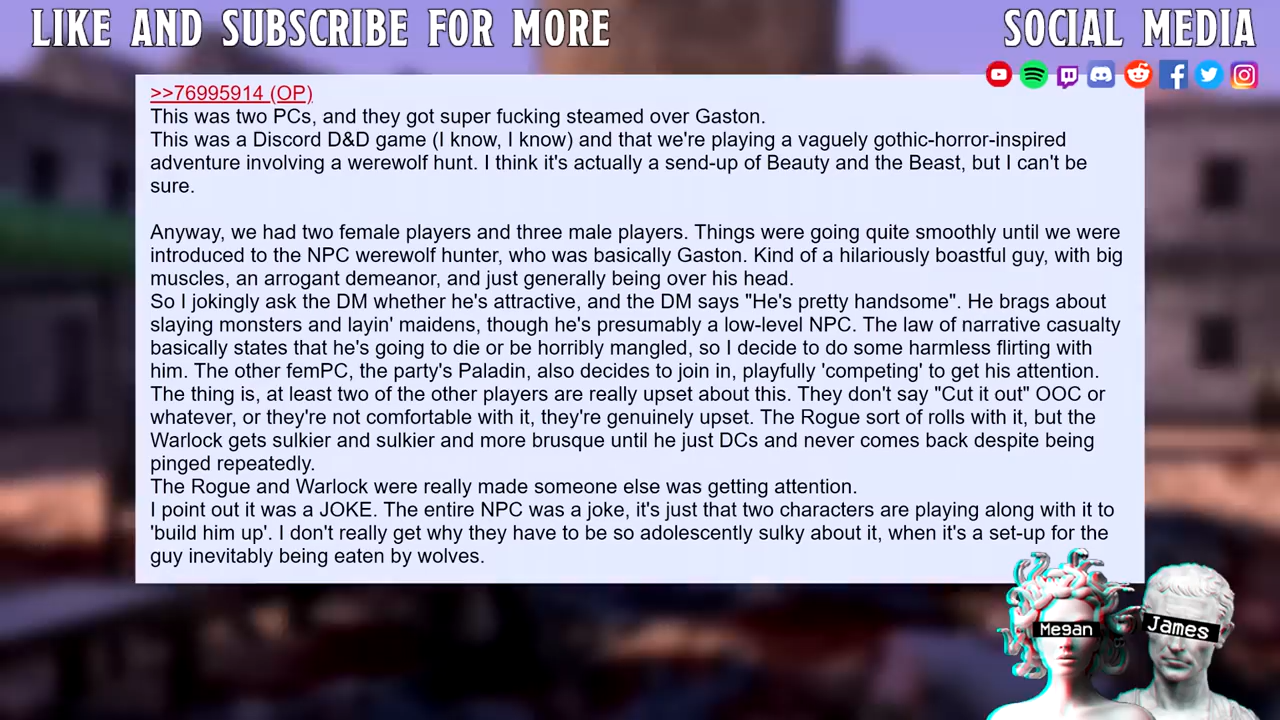 LIKE AND SUBSCRIBE FOR MORE
SOCIAL MEDIA
>>76995914 (OP)
This was two PCs, and they got super fucking steamed over Gaston.
This was a Discord D&D game (I know, I know) and that we're playing a vaguely gothic-horror-inspired
adventure involving a werewolf hunt. I think it's actually a send-up of Beauty and the Beast, but I can't be
sure.
Anyway, we had two female players and three male players. Things were going quite smoothly until we were
introduced to the NPC werewolf hunter, who was basically Gaston. Kind of a hilariously boastful guy, with big
muscles, an arrogant demeanor, and just generally being over his head.
So I jokingly ask the DM whether he's attractive, and the DM says "He's pretty handsome". He brags about
slaying monsters and layin' maidens, though he's presumably a low-level NPC. The law of narrative casualty
basically states that he's going to die or be horribly mangled, so I decide to do some harmless flirting with
him. The other femPC, the party's Paladin, also decides to join in, playfully 'competing' to get his attention.
The thing is, at least two of the other players are really upset about this. They don't say "Cut it out" OOC or
whatever, or they're not comfortable with it, they're genuinely upset. The Rogue sort of rolls with it, but the
Warlock gets sulkier and sulkier and more brusque until he just DCs and never comes back despite being
pinged repeatedly.
The Rogue and Warlock were really made someone else was getting attention.
I point out it was a JOKE. The entire NPC was a joke, it's just that two characters are playing along with it to
'build him up'. I don't really get why they have to be so adolescently sulky about it, when it's a set-up for the
guy inevitably being eaten by wolves.
Megan
James